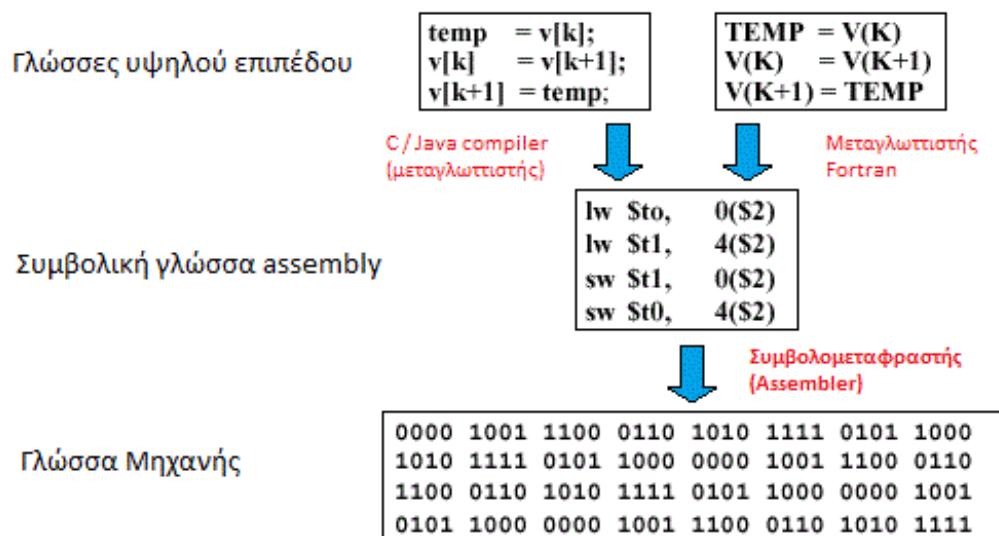 Γλώσσες υψηλού επιπέδου
temp = v[k];
v[k] = v[k+1];
v[k+1] = temp;
TEMP = V(K)
V(K) = V(K+1)
V(K+1) = TEMP
C / Java compiler
(μεταγλωττιστής)
Μεταγλωττιστής
Fortran
Συμβολική γλώσσα assembly
lw $to, 0($2)
lw $t1, 4($2)
sw $t1, 0($2)
sw $t0, 4($2)
Συμβολομεταφραστής
(Assembler)
Γλώσσα Μηχανής
0000 1001 1100 0110 1010 1111 0101 1000
1010 1111 0101 1000 0000 1001 1100 0110
1100 0110 1010 1111 0101 1000 0000 1001
0101 1000 0000 1001 1100 0110 1010 1111